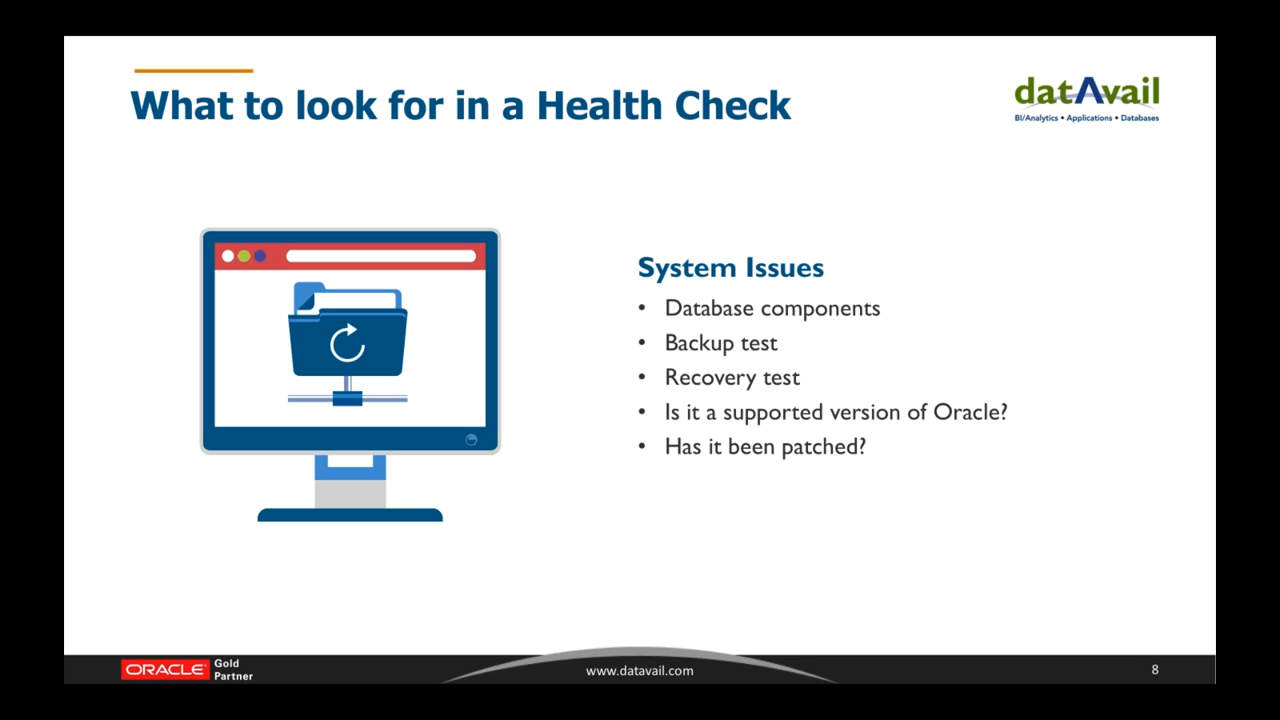 What to look for in a Health Check
datAvail
BI/Analytics • Applications • Databases
System Issues
• Database components
• Backup test
• Recovery test
• Is it a supported version of Oracle?
• Has it been patched?
ORACLE Gold
Partner
www.datavail.com
8